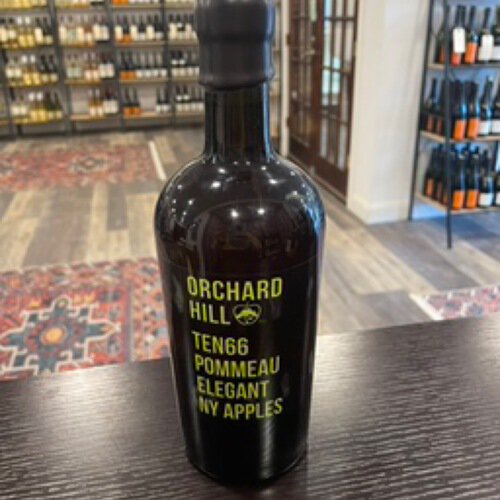 ORCHARD
HILL
TEN66
POMMEAU
ELEGANT
NY APPLES